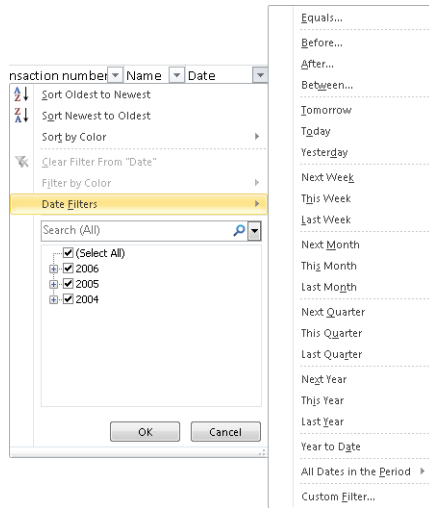 nsaction number Name Date
Sort Oldest to Newest
Sort Newest to Oldest
Sort by Color
Clear Filter From "Date"
Filter by Color
Date Filters
Search (All)
(Select All)
2006
2005
2004
OK Cancel
Equals...
Before...
After...
Between...
Tomorrow
Today
Yesterday
Next Week
This Week
Last Week
Next Month
This Month
Last Month
Next Quarter
This Quarter
Last Quarter
Next Year
This Year
Last Year
Year to Date
All Dates in the Period
Custom Filter...